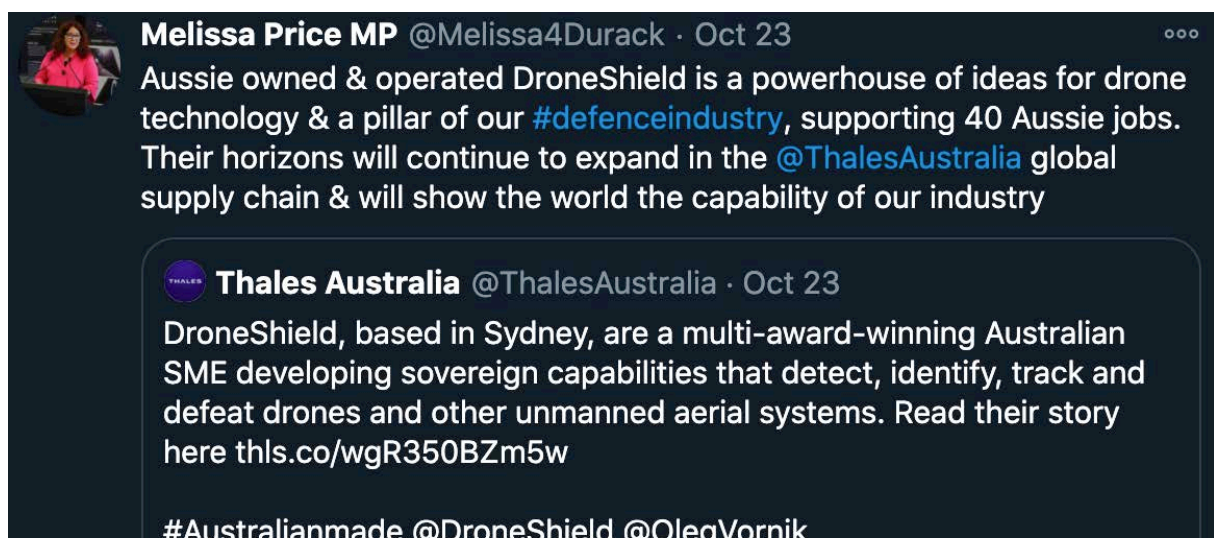 Melissa Price MP @Melissa4Durack · Oct 23
Aussie owned & operated DroneShield is a powerhouse of ideas for drone
technology & a pillar of our #defenceindustry, supporting 40 Aussie jobs.
Their horizons will continue to expand in the @ThalesAustralia global
supply chain & will show the world the capability of our industry
THALES
Thales Australia @ThalesAustralia · Oct 23
DroneShield, based in Sydney, are a multi-award-winning Australian
SME developing sovereign capabilities that detect, identify, track and
defeat drones and other unmanned aerial systems. Read their story
here thls.co/wgR350BZm5w
#Australianmade @DroneShield @OlegVornik